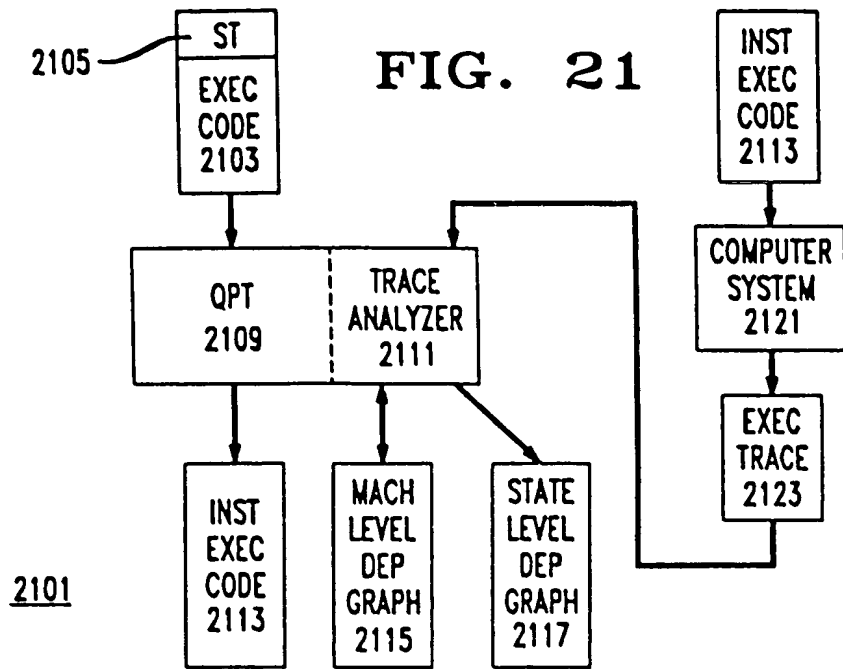 ST
2105
EXEC
CODE
2103
FIG. 21
INST
EXEC
CODE
2113
QPT
2109
TRACE
ANALYZER
2111
COMPUTER
SYSTEM
2121
EXEC
TRACE
2123
INST
EXEC
CODE
2113
MACH
LEVEL
DEP
GRAPH
2115
STATE
LEVEL
DEP
GRAPH
2117
2101